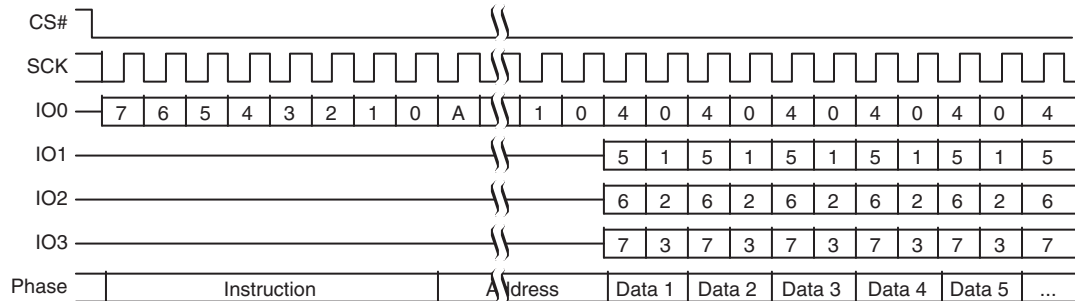 CS#
SCK
IO0 7 6 5 4 3 2 1 0 A 1 0 4 0 4 0 4 0 4 0 4 0 4
IO1 5 1 5 1 5 1 5 1 5 1 5
IO2 6 2 6 2 6 2 6 2 6 2 6
IO3 7 3 7 3 7 3 7 3 7 3 7
Phase Instruction Address Data 1 Data 2 Data 3 Data 4 Data 5 ...